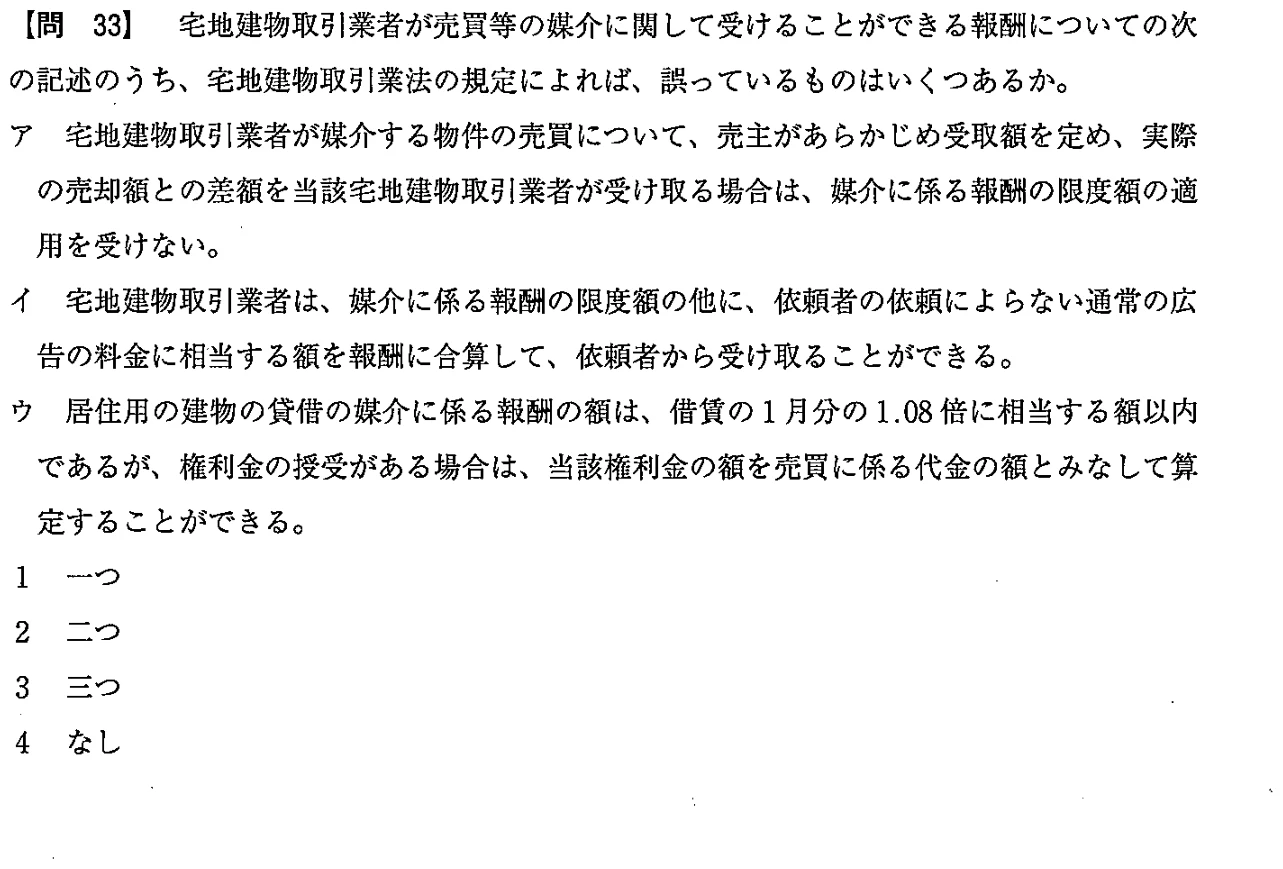 【問 33】 宅地建物取引業者が売買等の媒介に関して受けることができる報酬についての次
の記述のうち、宅地建物取引業法の規定によれば、誤っているものはいくつあるか。
ア 宅地建物取引業者が媒介する物件の売買について、売主があらかじめ受取額を定め、実際
の売却額との差額を当該宅地建物取引業者が受け取る場合は、媒介に係る報酬の限度額の適
用を受けない。
イ 宅地建物取引業者は、媒介に係る報酬の限度額の他に、依頼者の依頼によらない通常の広
告の料金に相当する額を報酬に合算して、依頼者から受け取ることができる。
ウ 居住用の建物の貸借の媒介に係る報酬の額は、借賃の1月分の1.08倍に相当する額以内
であるが、権利金の授受がある場合は、当該権利金の額を売買に係る代金の額とみなして算
定することができる。
1 一つ
2 二つ
3 三つ
4 なし